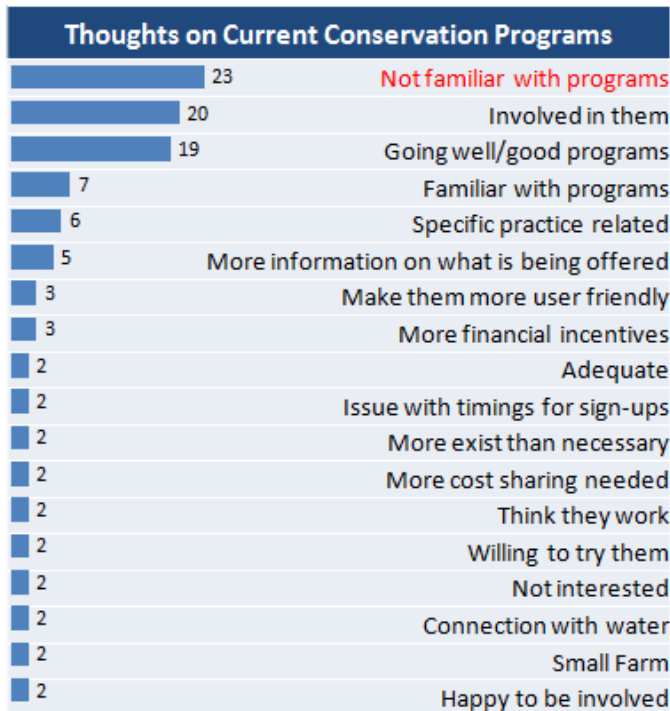 Thoughts on Current Conservation Programs
23 Not familiar with programs
20 Involved in them
19 Going well/good programs
7 Familiar with programs
6 Specific practice related
5 More information on what is being offered
3 Make them more user friendly
3 More financial incentives
2 Adequate
2 Issue with timings for sign-ups
2 More exist than necessary
2 More cost sharing needed
2 Think they work
2 Willing to try them
2 Not interested
2 Connection with water
2 Small Farm
2 Happy to be involved